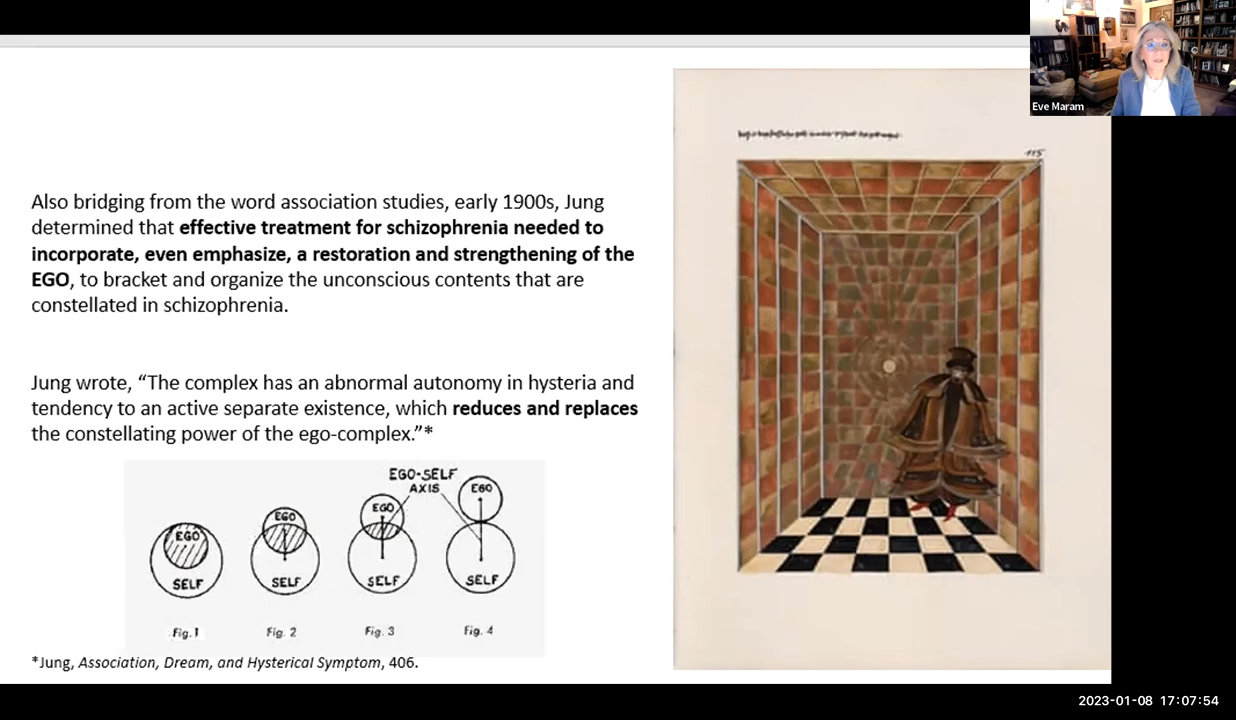 Eve Maram
Also bridging from the word association studies, early 1900s, Jung
determined that effective treatment for schizophrenia needed to
incorporate, even emphasize, a restoration and strengthening of the
EGO, to bracket and organize the unconscious contents that are
constellated in schizophrenia.
Jung wrote, “The complex has an abnormal autonomy in hysteria and
tendency to an active separate existence, which reduces and replaces
the constellating power of the ego-complex.”*
EGO-SELF
AXIS
EGO
SELF
Fig.1
EGO
SELF
Fig. 2
EGO
SELF
Fig. 3
EGO
SELF
Fig. 4
*Jung, Association, Dream, and Hysterical Symptom, 406.
115
2023-01-08 17:07:54